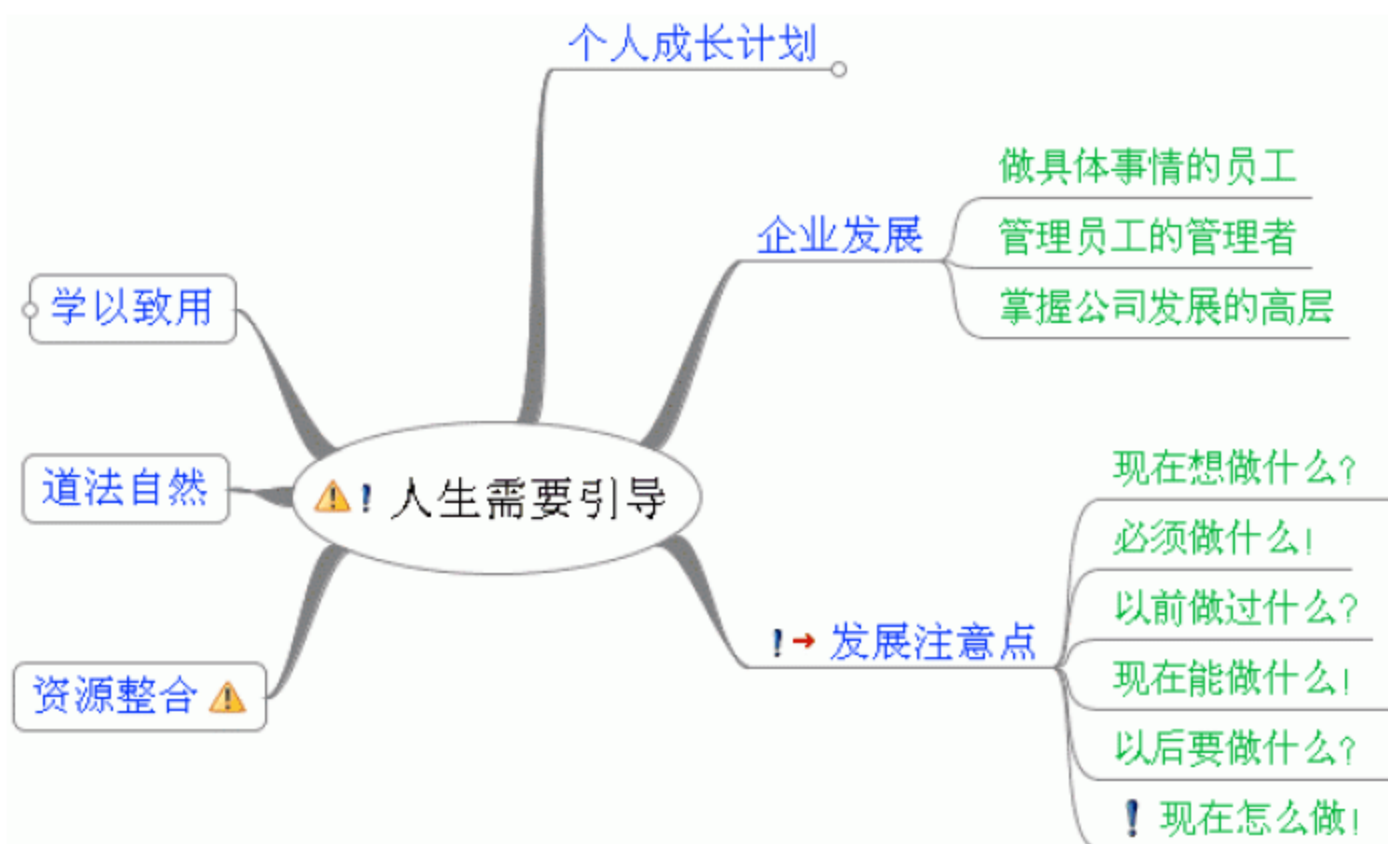 个人成长计划
企业发展
做具体事情的员工
管理员工的管理者
掌握公司发展的高层
学以致用
道法自然
人生需要引导
资源整合
发展注意点
现在想做什么?
必须做什么!
以前做过什么?
现在能做什么!
以后要做什么?
现在怎么做!